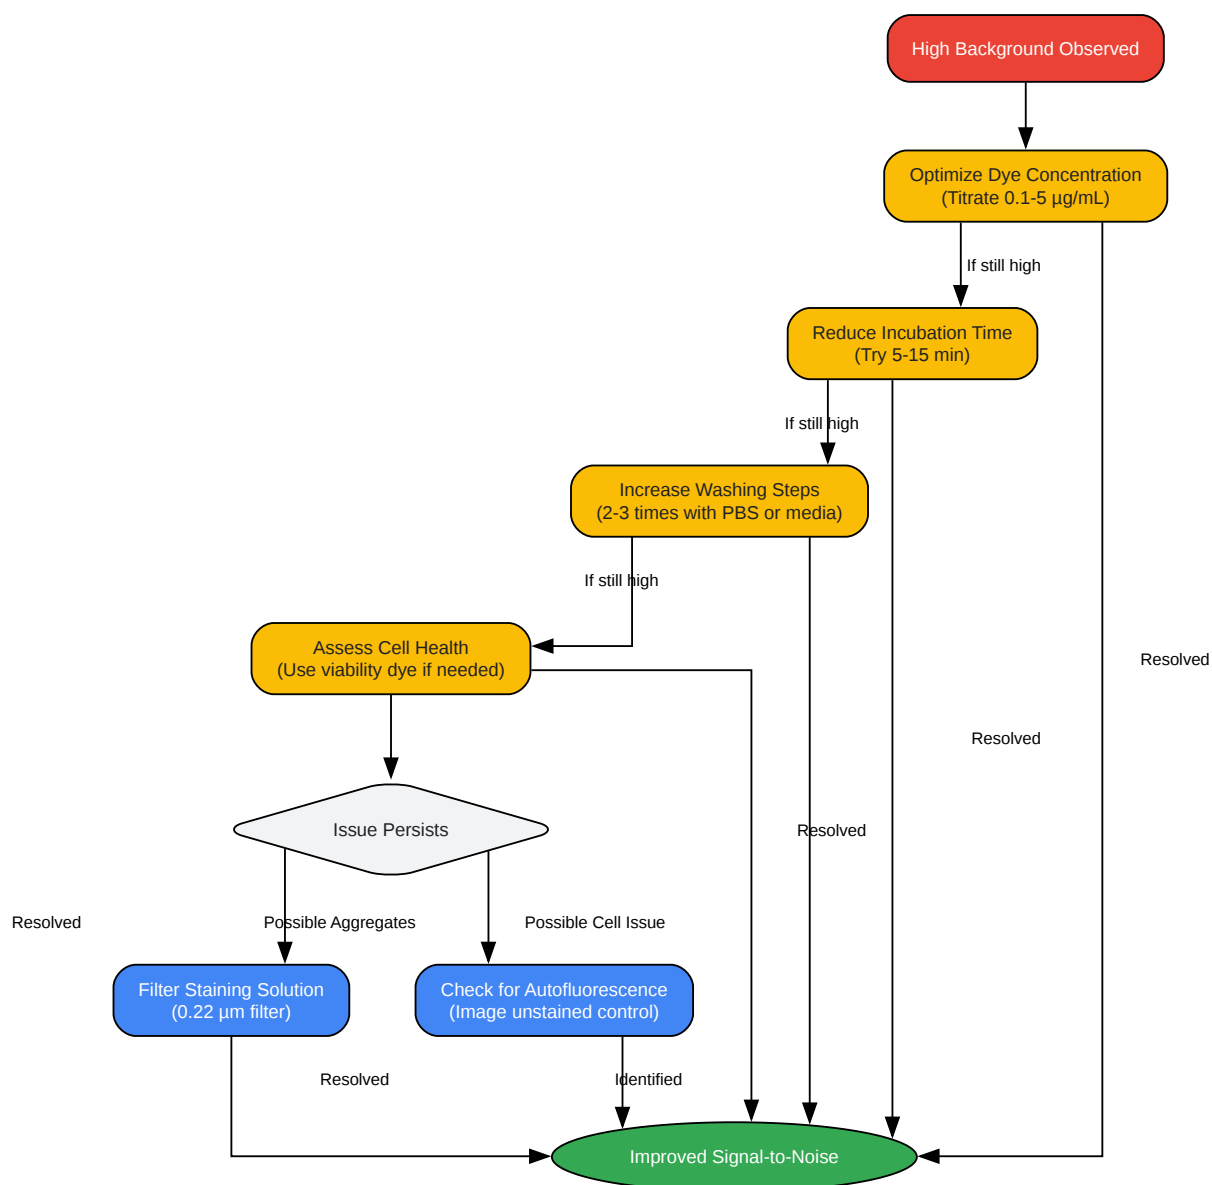 High Background Observed
Optimize Dye Concentration
(Titrate 0.1-5 µg/mL)
If still high
Reduce Incubation Time
(Try 5-15 min)
If still high
Increase Washing Steps
(2-3 times with PBS or media)
If still high
Assess Cell Health
(Use viability dye if needed)
Resolved
Resolved
Issue Persists
Resolved
Resolved
Possible Aggregates
Possible Cell Issue
Filter Staining Solution
(0.22 µm filter)
Check for Autofluorescence
(Image unstained control)
Resolved
Identified
Improved Signal-to-Noise